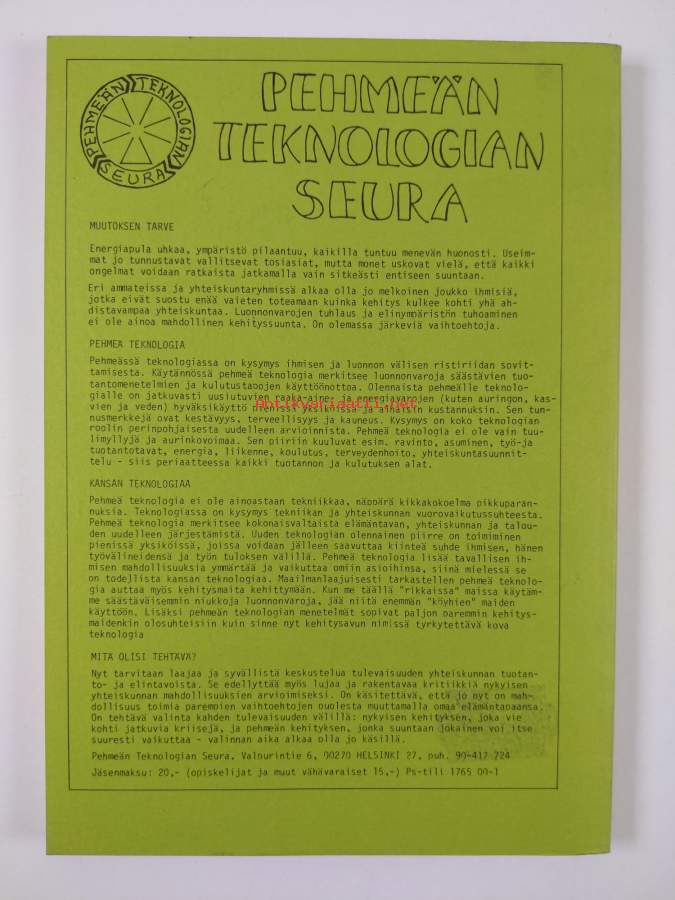 PEHMEÄN TEKNOLOGIAN SEURA
PEHMEÄN
TEKNOLOGIAN
SEURA
MUUTOKSEN TARVE
Energiapula uhkaa, ympäristö pilaantuu, kaikilla tuntuu menevän huonosti. Useim-
mat jo tunnustavat vallitsevat tosiasiat, mutta monet uskovat vielä, että kaikki
ongelmat voidaan ratkaista jatkamalla vain sitkeästi entiseen suuntaan.
Eri ammateissa ja yhteiskuntaryhmissä alkaa olla jo melkoinen joukko ihmisiä,
jotka eivät suostu enää vaieten toteamaan kuinka kehitys kulkee kohti yhä ah-
distavampaa yhteiskuntaa. Luonnonvarojen tuhlaus ja elinympäristön tuhoaminen
ei ole ainoa mahdollinen kehityssuunta. On olemassa järkeviä vaihtoehtoja.
PEHMEÄ TEKNOLOGIA
Pehmeässä teknologiassa on kysymys ihmisen ja luonnon välisen ristiriidan sovit-
tamisesta. Käytännössä pehmeä teknologia merkitsee luonnonvaroja säästävien tuo-
tantomenetelmien ja kulutustapojen käyttöönottoa. Olennaista pehmeälle teknolo-
gialle on jatkuvasti uusiutuvien raaka-aine- ja energiavarojen (kuten auringon, kas-
vien ja veden) hyväksikäyttö pienissä yksiköissä ja alhaisin kustannuksin. Sen tun-
nusmerkkejä ovat kestävyys, terveellisyys ja kauneus. Kysymys on koko teknologian
roolin perinpohjaisesta uudelleen arvioinnista. Pehmeä teknologia ei ole vain tuu-
limyllyjä ja aurinkovoimaa. Sen piiriin kuuluvat esim. ravinto, asuminen, työ-ja
tuotantotavat, energia, liikenne, koulutus, terveydenhoito, yhteiskuntasuunnit-
telu - siis periaatteessa kaikki tuotannon ja kulutuksen alat.
antikvariaatti.net
KANSAN TEKNOLOGIAA
Pehmeä teknologia ei ole ainoastaan tekniikkaa, näppärä kikkakokoelma pikkuparan-
nuksia. Teknologiassa on kysymys tekniikan ja yhteiskunnan vuorovaikutussuhteesta.
Pehmeä teknologia merkitsee kokonaisvaltaista elämäntavan, yhteiskunnan ja talou-
den uudelleen järjestämistä. Uuden teknologian olennainen piirre on toimiminen
pienissä yksiköissä, joissa voidaan jälleen saavuttaa kiinteä suhde ihmisen, hänen
työvälineidensä ja työn tuloksen välillä. Pehmeä teknologia lisää tavallisen ih-
misen mahdollisuuksia ymmärtää ja vaikuttaa omiin asioihinsa, siinä mielessä se
on todellista kansan teknologiaa. Maailmanlaajuisesti tarkastellen pehmeä teknolo-
gia auttaa myös kehitysmaita kehittymään. Kun me täällä "rikkaissa" maissa käytäm-
me säästäväisemmin niukkoja luonnonvaroja, jää niitä enemmän "köyhien" maiden
käyttöön. Lisäksi pehmeän teknologian menetelmät sopivat paljon paremmin kehitys-
maidenkin olosuhteisiin kuin sinne nyt kehitysavun nimissä tyrkytettävä kova
teknologia
MITÄ OLISI TEHTÄVÄ?
Nyt tarvitaan laajaa ja syvällistä keskustelua tulevaisuuden yhteiskunnan tuotan-
to- ja elintavoista. Se edellyttää myös lujaa ja rakentavaa kritiikkiä nykyisen
yhteiskunnan mahdollisuuksien arvioimiseksi. On käsitettävä, että jo nyt on mah-
dollisuus toimia parempien vaihtoehtojen puolesta muuttamalla omaa elämäntapaansa.
On tehtävä valinta kahden tulevaisuuden välillä: nykyisen kehityksen, joka vie
kohti jatkuvia kriisejä, ja pehmeän kehityksen, jonka suuntaan jokainen voi itse
suuresti vaikuttaa - valinnan aika alkaa olla jo käsillä.
Pehmeän Teknologian Seura, Valpurintie 6, 00270 HELSINKI 27, puh. 90-417 724
Jäsenmaksu: 20,- (opiskelijat ja muut vähävaraiset 15,-) Ps-tili 1765 00-1